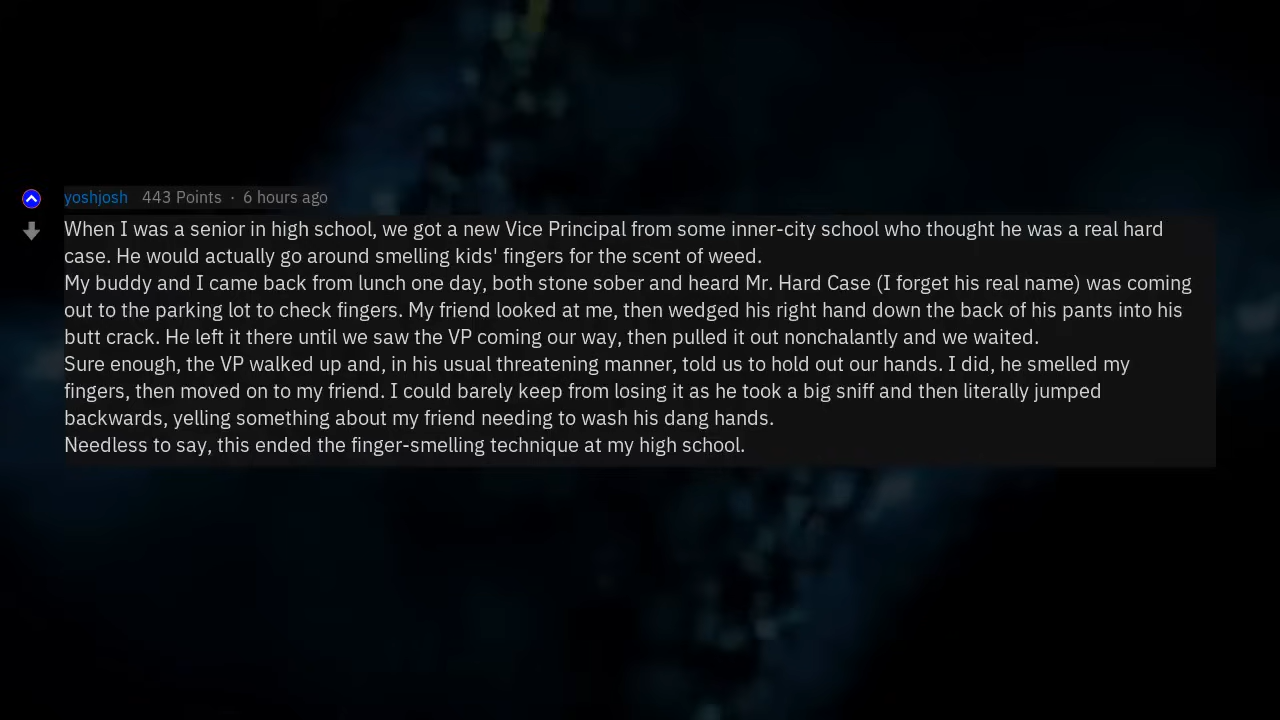 yoshjosh 443 Points · 6 hours ago
When I was a senior in high school, we got a new Vice Principal from some inner-city school who thought he was a real hard
case. He would actually go around smelling kids' fingers for the scent of weed.
My buddy and I came back from lunch one day, both stone sober and heard Mr. Hard Case (I forget his real name) was coming
out to the parking lot to check fingers. My friend looked at me, then wedged his right hand down the back of his pants into his
butt crack. He left it there until we saw the VP coming our way, then pulled it out nonchalantly and we waited.
Sure enough, the VP walked up and, in his usual threatening manner, told us to hold out our hands. I did, he smelled my
fingers, then moved on to my friend. I could barely keep from losing it as he took a big sniff and then literally jumped
backwards, yelling something about my friend needing to wash his dang hands.
Needless to say, this ended the finger-smelling technique at my high school.